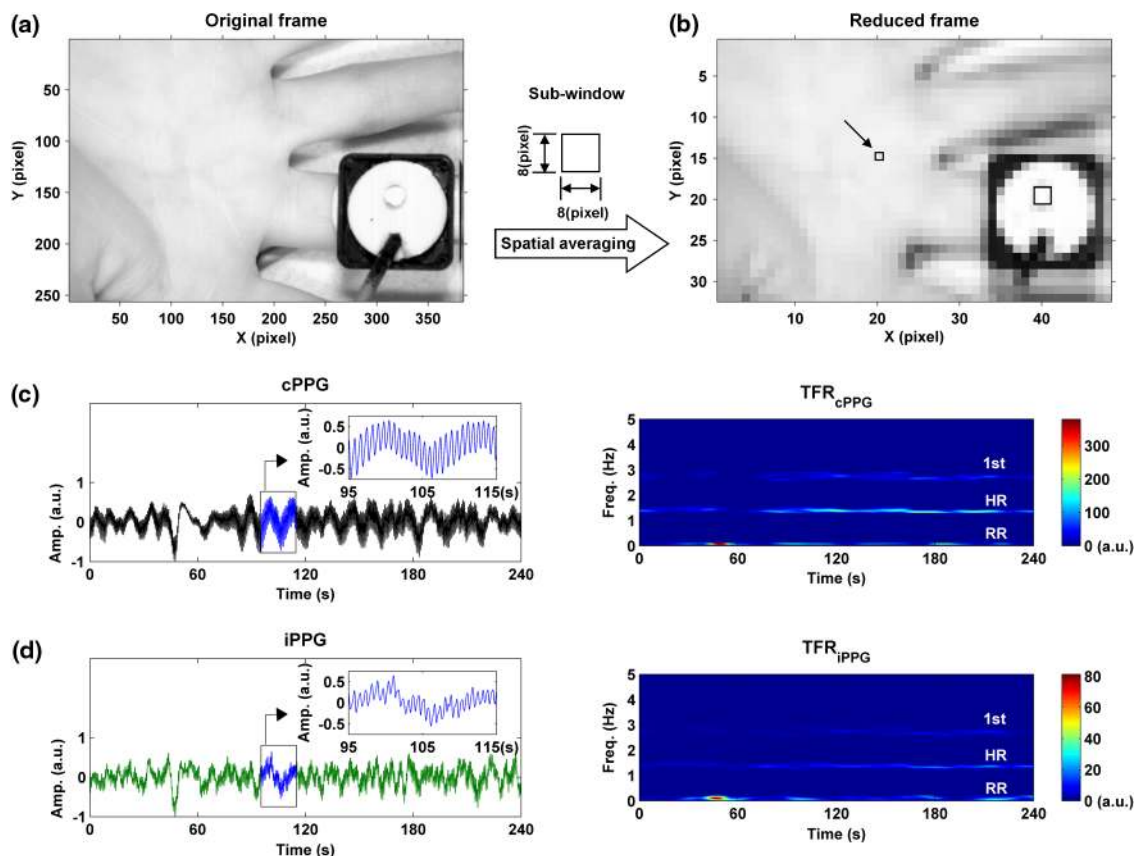 (a)
Original frame
50
100
150
200
250
Y (pixel)
50 100 150 200 250 300 350
X (pixel)
Sub-window
8(pixel)
8(pixel)
Spatial averaging
(b)
Reduced frame
5
10
15
20
25
30
Y (pixel)
10 20 30 40
X (pixel)
(c)
cPPG
Amp. (a.u.)
1
0
-1
0 60 120 180 240
Time (s)
Amp. (a.u.)
0.5
0
-0.5
95 105 115(s)
TFRcPPG
Freq. (Hz)
5
4
3
2
1
0
1st
HR
RR
0 60 120 180 240
Time (s)
300
200
100
0 (a.u.)
(d)
iPPG
Amp. (a.u.)
1
0
-1
0 60 120 180 240
Time (s)
Amp. (a.u.)
0.5
0
-0.5
95 105 115(s)
TFRiPPG
Freq. (Hz)
5
4
3
2
1
0
1st
HR
RR
0 60 120 180 240
Time (s)
80
60
40
20
0 (a.u.)